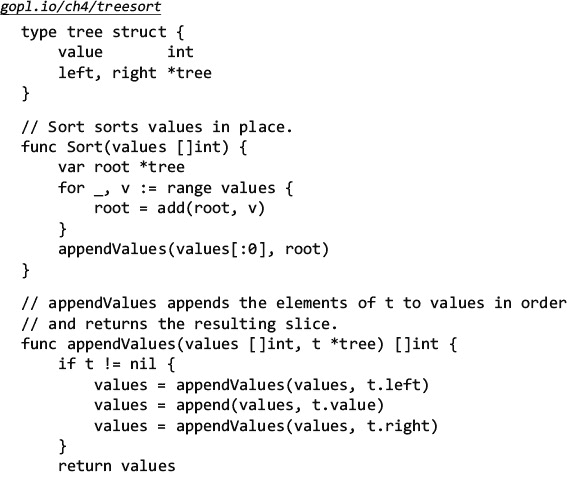 gopl.io/ch4/treesort
type tree struct {
    value       int
    left, right *tree
}
// Sort sorts values in place.
func Sort(values []int) {
    var root *tree
    for _, v := range values {
        root = add(root, v)
    }
    appendValues(values[:0], root)
}
// appendValues appends the elements of t to values in order
// and returns the resulting slice.
func appendValues(values []int, t *tree) []int {
    if t != nil {
        values = appendValues(values, t.left)
        values = append(values, t.value)
        values = appendValues(values, t.right)
    }
    return values